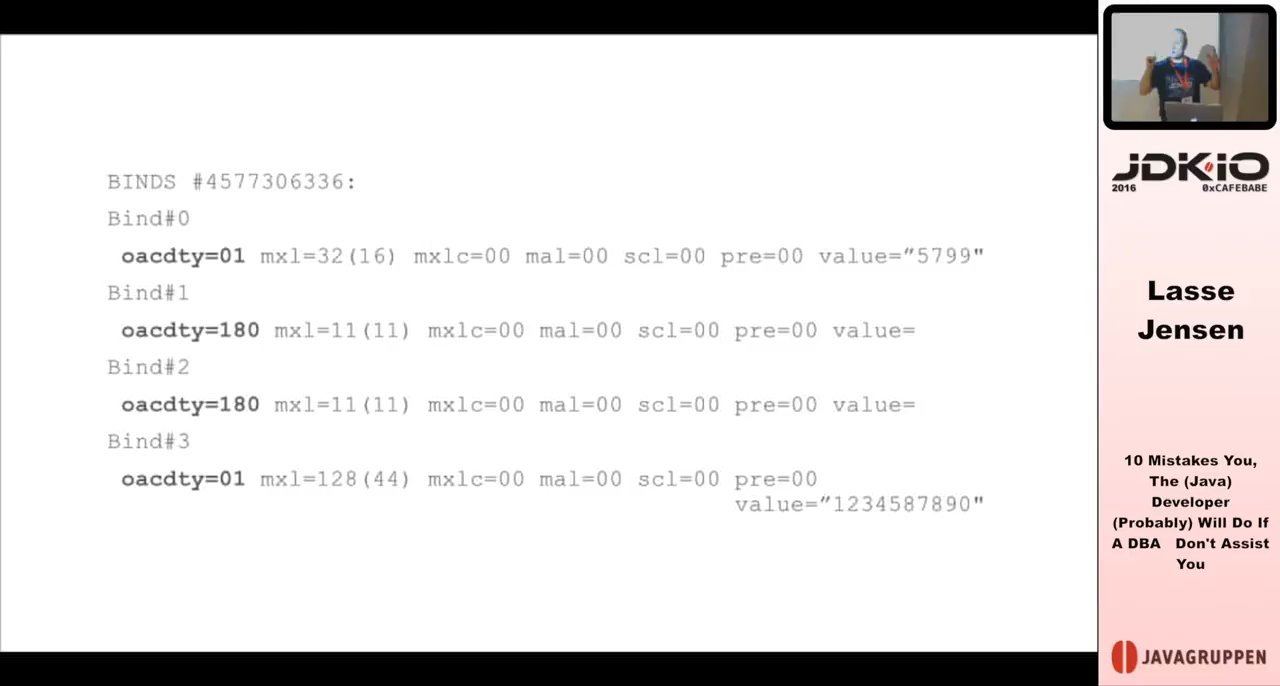 BINDS #4577306336:
Bind#0
oacdty=01 mxl=32(16) mxlc=00 mal=00 scl=00 pre=00 value=”5799"
Bind#1
oacdty=180 mxl=11(11) mxlc=00 mal=00 scl=00 pre=00 value=
Bind#2
oacdty=180 mxl=11(11) mxlc=00 mal=00 scl=00 pre=00 value=
Bind#3
oacdty=01 mxl=128(44) mxlc=00 mal=00 scl=00 pre=00
value=”1234587890"
JDK.iO
2016 0xCAFEBABE
Lasse
Jensen
10 Mistakes You,
The (Java)
Developer
(Probably) Will Do If
A DBA Don't Assist
You
JAVAGRUPPEN